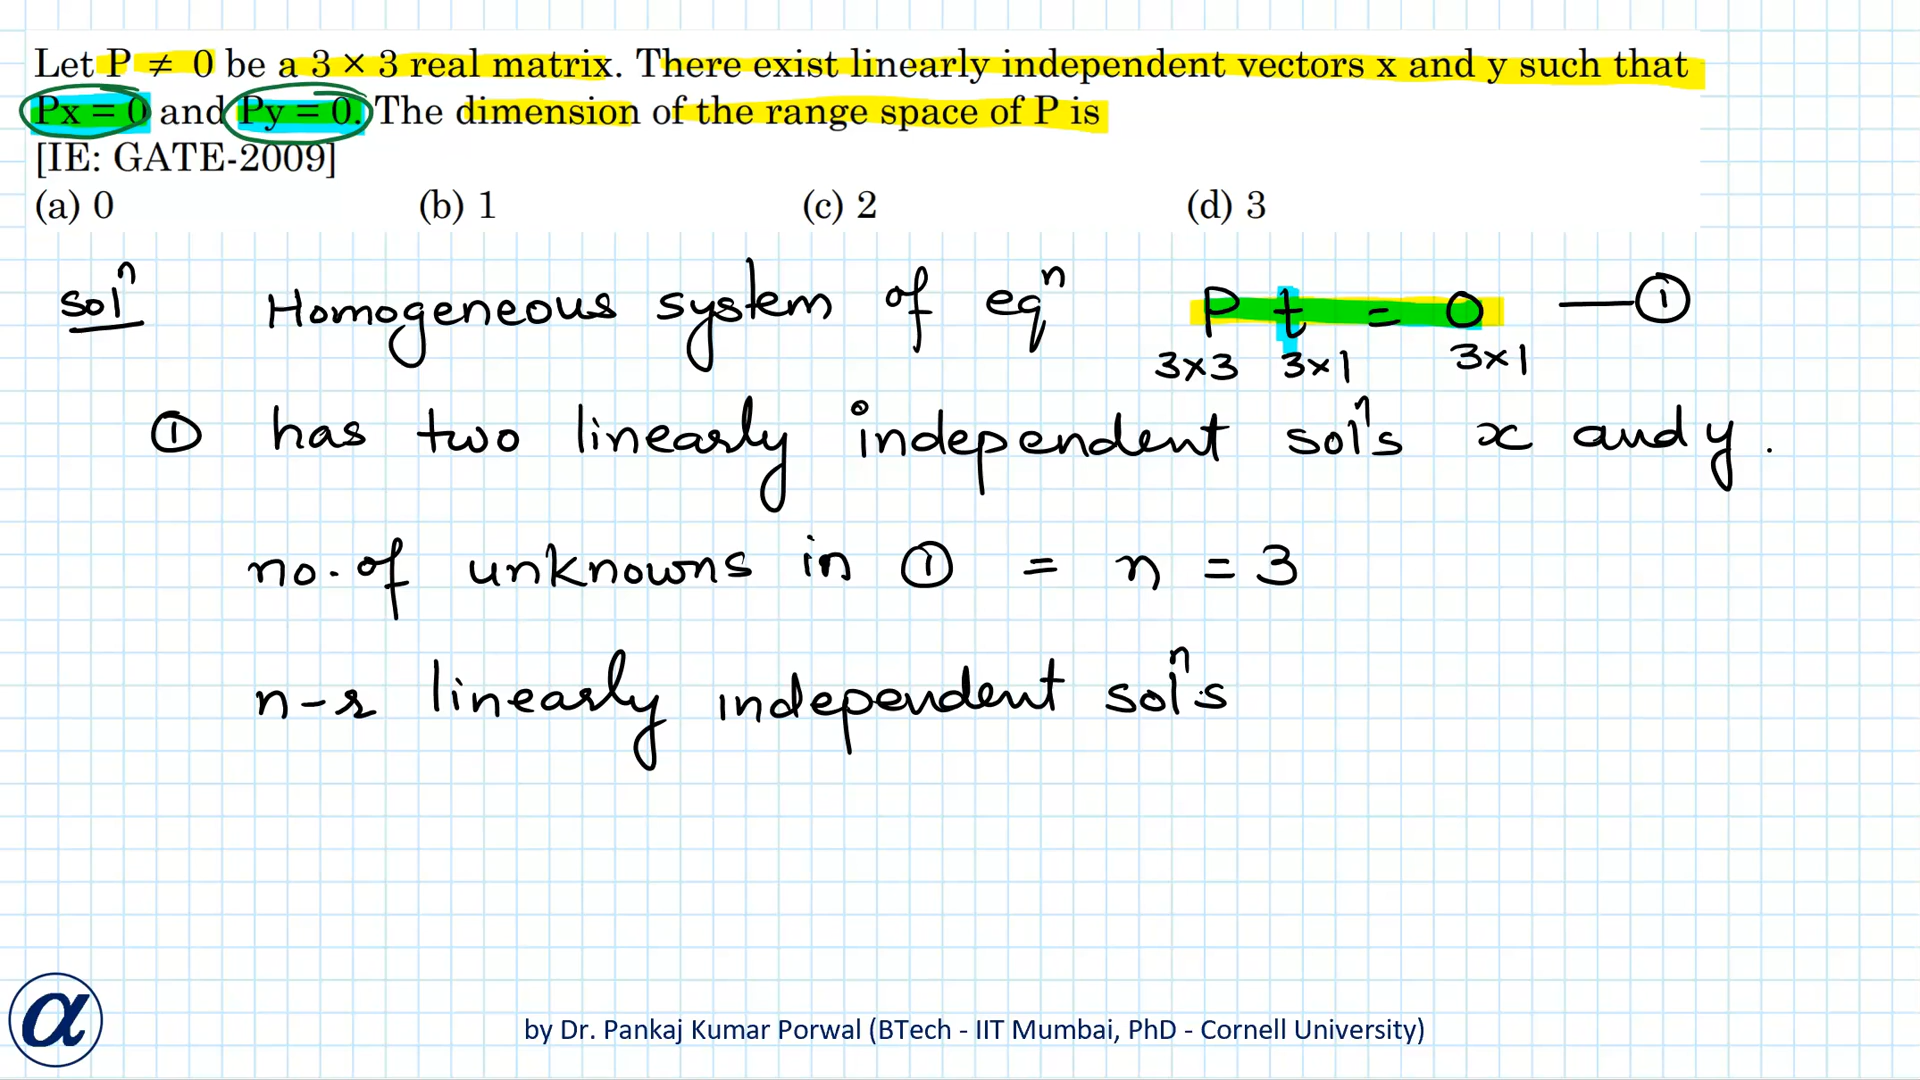 Let P ≠ 0 be a 3 × 3 real matrix. There exist linearly independent vectors x and y such that
Px = 0 and Py = 0. The dimension of the range space of P is
[IE: GATE-2009]
(a) 0 (b) 1 (c) 2 (d) 3
solⁿ Homogeneous system of eqⁿ P t = 0 —①
3×3 3×1 3×1
① has two linearly independent solⁿs x and y.
no. of unknowns in ① = n = 3
n-r linearly independent solⁿs
α
by Dr. Pankaj Kumar Porwal (BTech - IIT Mumbai, PhD - Cornell University)